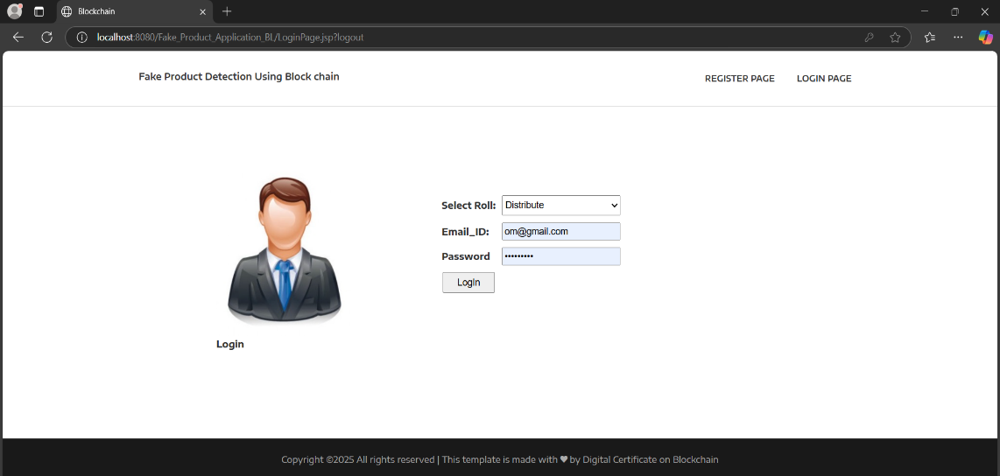 Blockchain
localhost:8080/Fake_Product_Application_BL/LoginPage.jsp?logout
Fake Product Detection Using Block chain
REGISTER PAGE LOGIN PAGE
Select Roll: Distribute
Email_ID: om@gmail.com
Password •••••••••
Login
Login
Copyright ©2025 All rights reserved | This template is made with ♥ by Digital Certificate on Blockchain